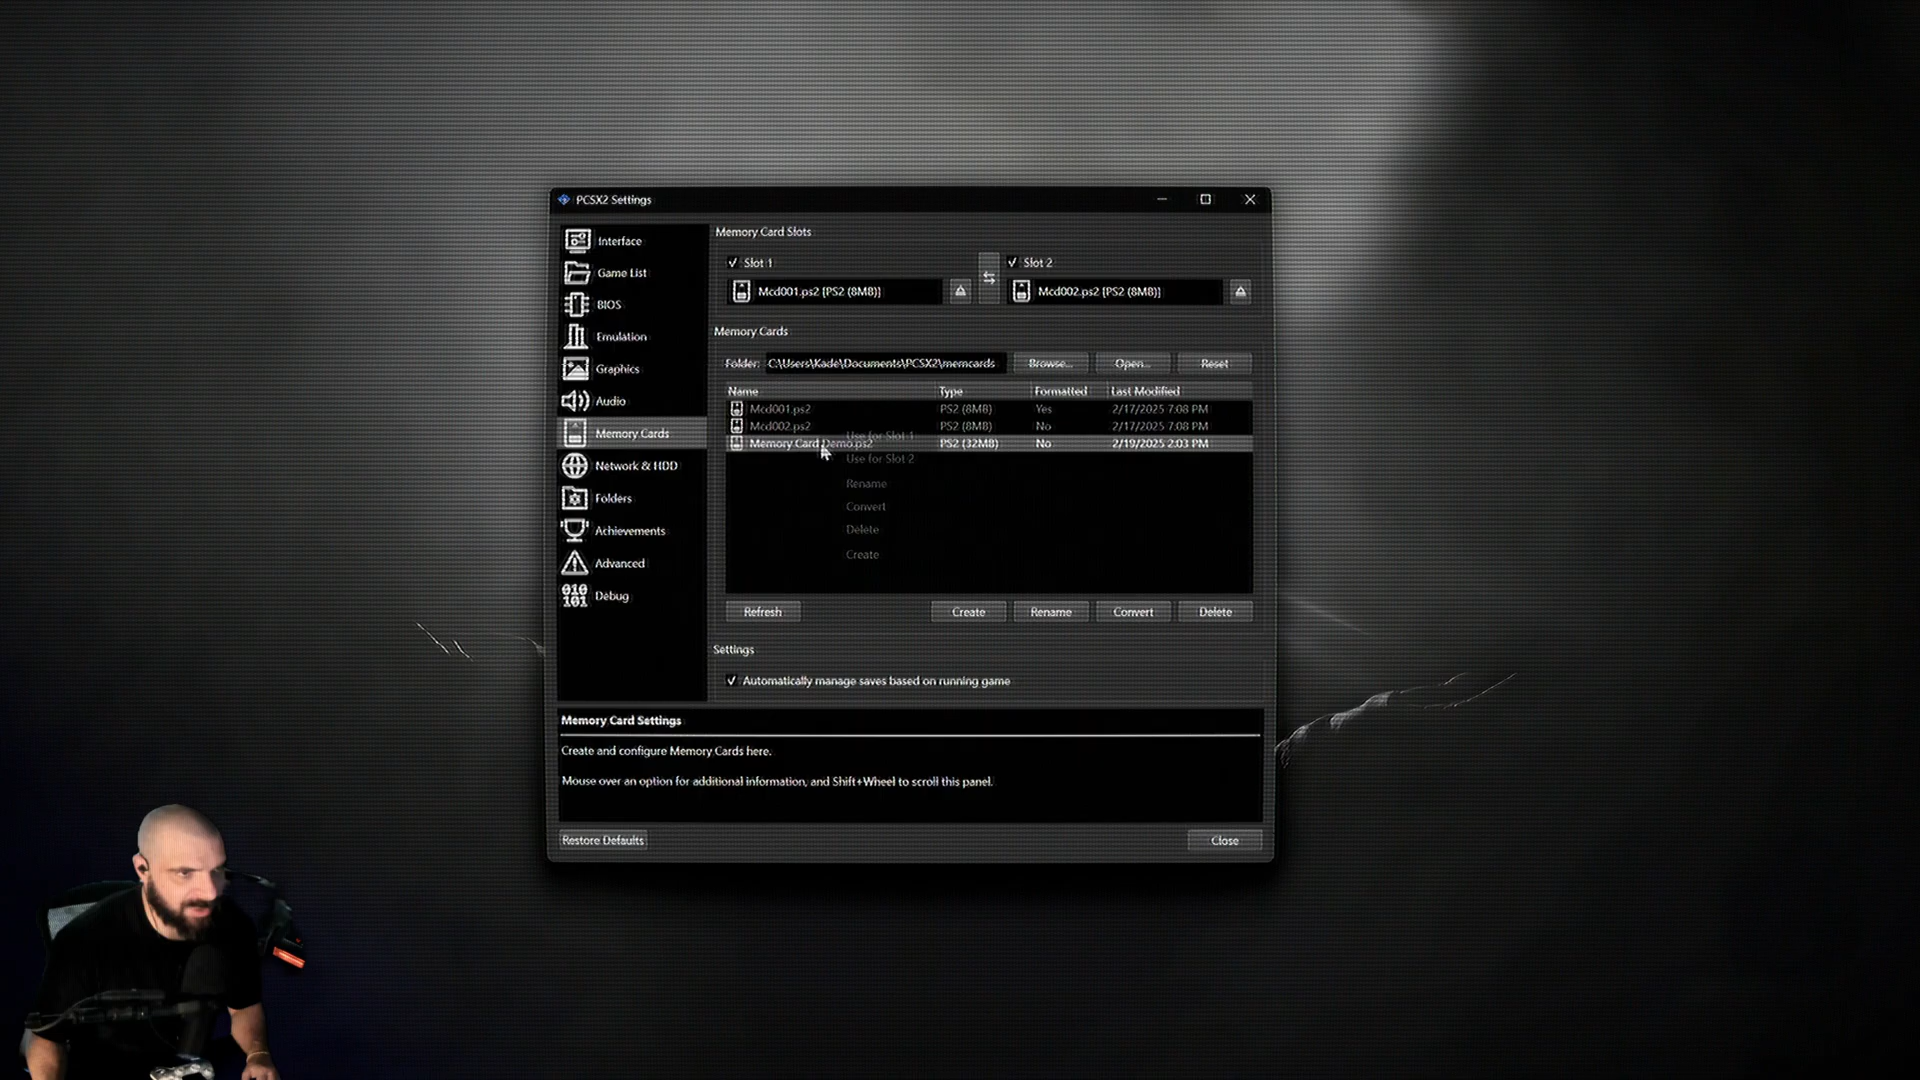 PCSX2 Settings
Interface
Game List
BIOS
Emulation
Graphics
Audio
Memory Cards
Network & HDD
Folders
Achievements
Advanced
Debug
Memory Card Slots
Slot 1
Slot 2
Mcd001.ps2 [PS2 (8MB)]
Mcd002.ps2 [PS2 (8MB)]
Memory Cards
Folder: C:\Users\Kade\Documents\PCSX2\memcards Browse... Open... Reset
Name Type Formatted Last Modified
Mcd001.ps2 PS2 (8MB) Yes 2/17/2025 7:08 PM
Mcd002.ps2 PS2 (8MB) No 2/17/2025 7:08 PM
Memory Card Demo.ps2 PS2 (32MB) No 2/19/2025 2:03 PM
Use for Slot 1
Use for Slot 2
Rename
Convert
Delete
Create
Refresh Create Rename Convert Delete
Settings
Automatically manage saves based on running game
Memory Card Settings
Create and configure Memory Cards here.
Mouse over an option for additional information, and Shift+Wheel to scroll this panel.
Restore Defaults Close